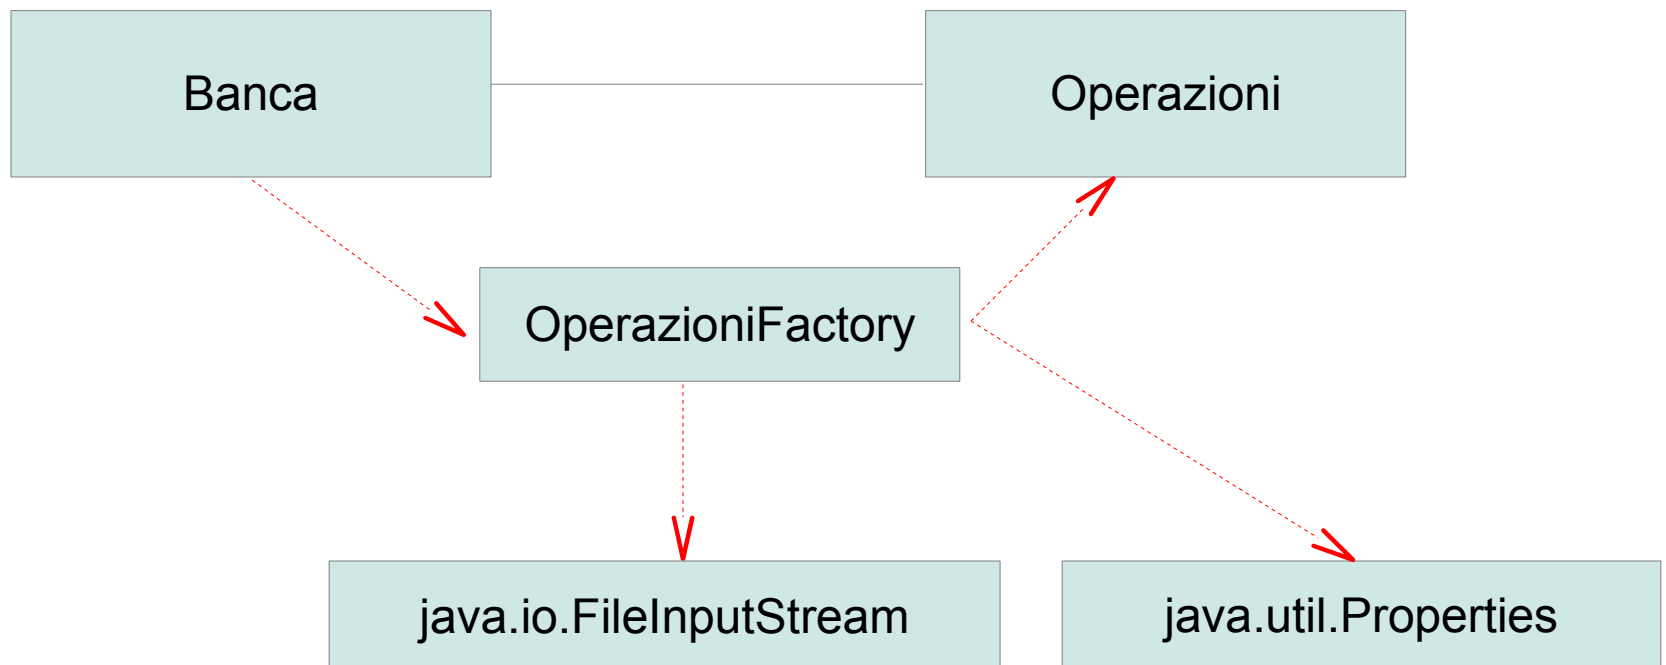 Banca
Operazioni
OperazioniFactory
java.io.FileInputStream
java.util.Properties